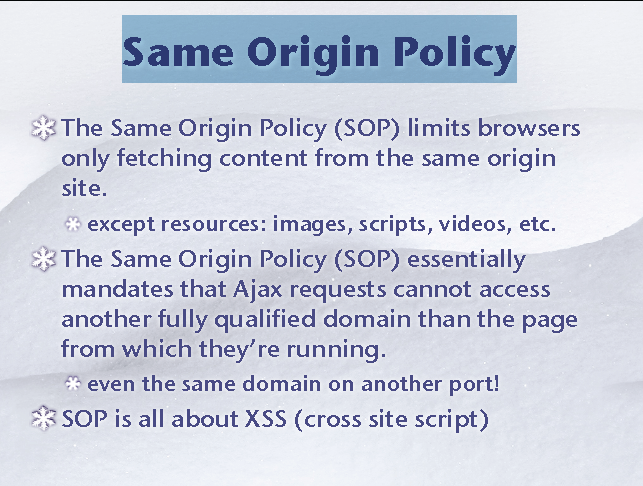 Same Origin Policy
The Same Origin Policy (SOP) limits browsers
only fetching content from the same origin
site.
except resources: images, scripts, videos, etc.
The Same Origin Policy (SOP) essentially
mandates that Ajax requests cannot access
another fully qualified domain than the page
from which they’re running.
even the same domain on another port!
SOP is all about XSS (cross site script)